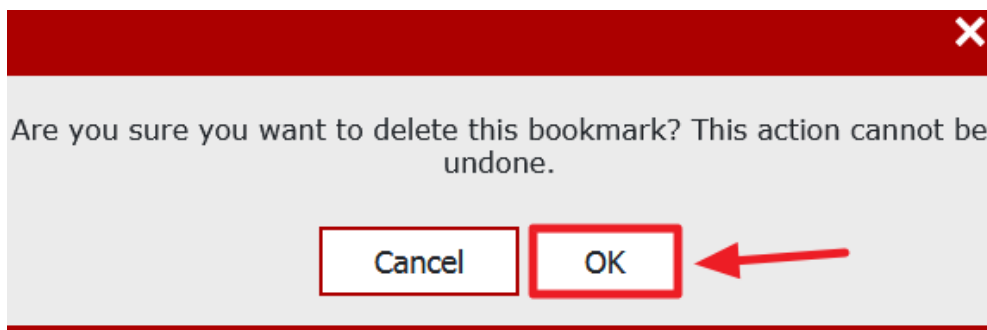 Are you sure you want to delete this bookmark? This action cannot be
undone.
Cancel
OK